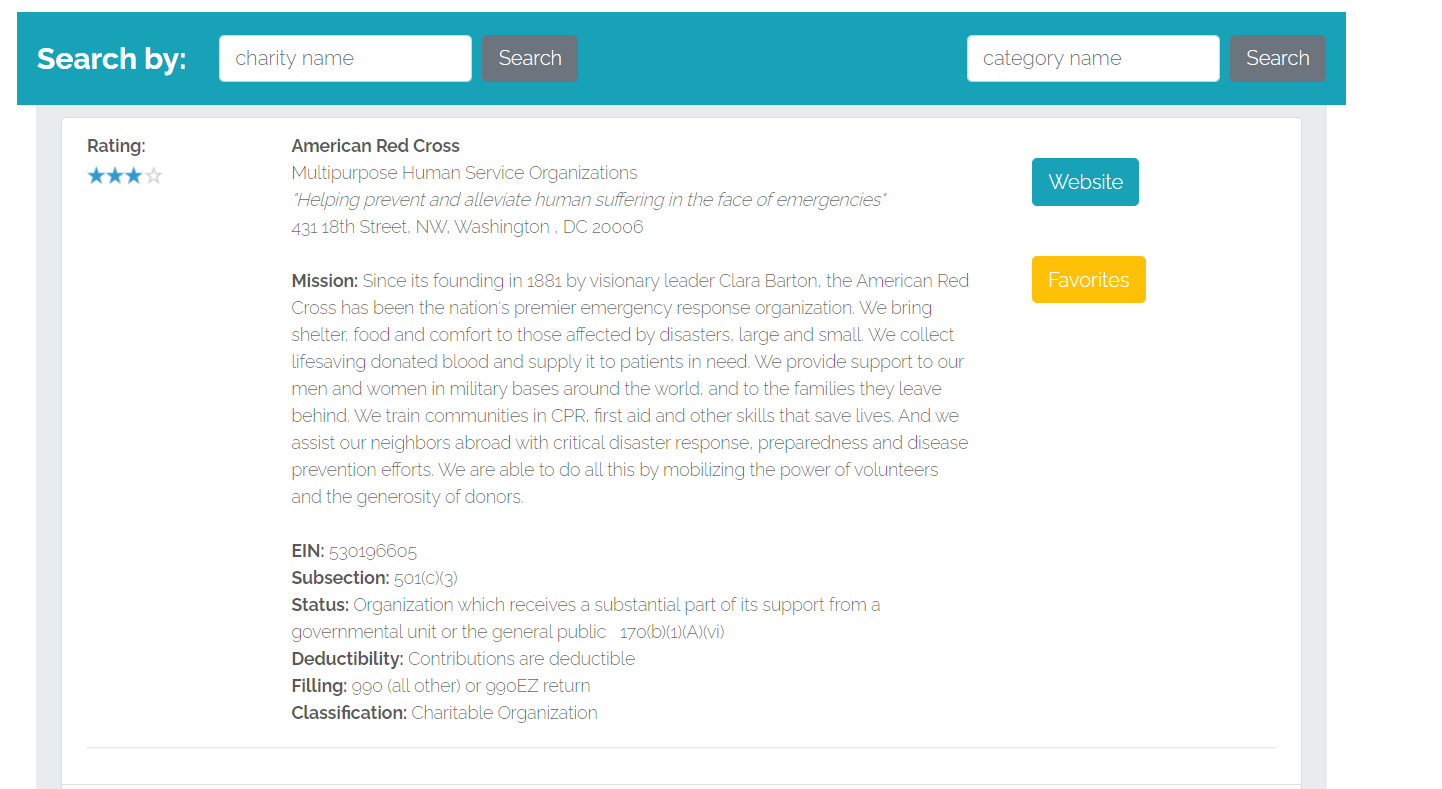 Search by: charity name Search category name Search
Rating:
American Red Cross
Multipurpose Human Service Organizations
"Helping prevent and alleviate human suffering in the face of emergencies"
431 18th Street, NW, Washington , DC 20006
Website
Favorites
Mission: Since its founding in 1881 by visionary leader Clara Barton, the American Red
Cross has been the nation's premier emergency response organization. We bring
shelter, food and comfort to those affected by disasters, large and small. We collect
lifesaving donated blood and supply it to patients in need. We provide support to our
men and women in military bases around the world, and to the families they leave
behind. We train communities in CPR, first aid and other skills that save lives. And we
assist our neighbors abroad with critical disaster response, preparedness and disease
prevention efforts. We are able to do all this by mobilizing the power of volunteers
and the generosity of donors.
EIN: 530196605
Subsection: 501(c)(3)
Status: Organization which receives a substantial part of its support from a
governmental unit or the general public   170(b)(1)(A)(vi)
Deductibility: Contributions are deductible
Filling: 990 (all other) or 990EZ return
Classification: Charitable Organization